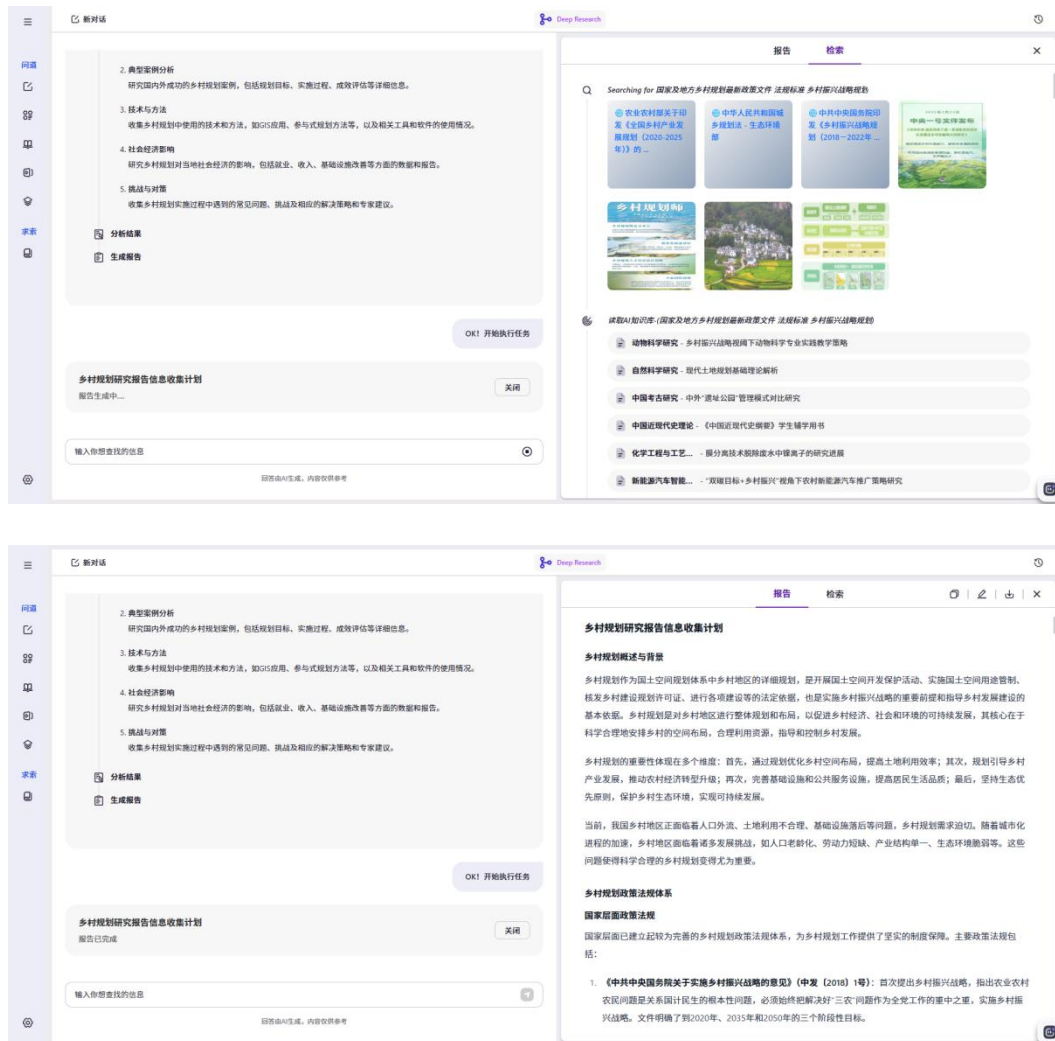 新对话
Deep Research
问道
求索
2. 典型案例分析
研究国内外成功的乡村规划案例，包括规划目标、实施过程、成效评估等详细信息。
3. 技术与方法
收集乡村规划中使用的技术和方法，如GIS应用、参与式规划方法等，以及相关工具和软件的使用情况。
4. 社会经济影响
研究乡村规划对当地社会经济的影响，包括就业、收入、基础设施改善等方面的数据和报告。
5. 挑战与对策
收集乡村规划实施过程中遇到的常见问题、挑战及相应的解决策略和专家建议。
分析结果
生成报告
OK！开始执行任务
乡村规划研究报告信息收集计划
报告生成中...
关闭
输入你想查找的信息
回答由AI生成，内容仅供参考
报告 检索
Searching for 国家及地方乡村规划最新政策文件 法规标准 乡村振兴战略规划
农业农村部关于印
发《全国乡村产业发
展规划（2020-2025
年）》的 ...
中华人民共和国城
乡规划法 - 生态环境
部
中共中央国务院印
发《乡村振兴战略规
划（2018－2022年 ...
中央一号文件发布
乡村规划师
读取AI知识库-(国家及地方乡村规划最新政策文件 法规标准 乡村振兴战略规划)
动物科学研究 - 乡村振兴战略视阈下动物科学专业实践教学策略
自然科学研究 - 现代土地规划基础理论解析
中国考古研究 - 中外“遗址公园”管理模式对比研究
中国近现代史理论 - 《中国近现代史纲要》学生辅学用书
化学工程与工艺... - 膜分离技术脱除废水中镍离子的研究进展
新能源汽车智能... - “双碳目标+乡村振兴”视角下农村新能源汽车推广策略研究
新对话
Deep Research
问道
求索
2. 典型案例分析
研究国内外成功的乡村规划案例，包括规划目标、实施过程、成效评估等详细信息。
3. 技术与方法
收集乡村规划中使用的技术和方法，如GIS应用、参与式规划方法等，以及相关工具和软件的使用情况。
4. 社会经济影响
研究乡村规划对当地社会经济的影响，包括就业、收入、基础设施改善等方面的数据和报告。
5. 挑战与对策
收集乡村规划实施过程中遇到的常见问题、挑战及相应的解决策略和专家建议。
分析结果
生成报告
OK！开始执行任务
乡村规划研究报告信息收集计划
报告已完成
关闭
输入你想查找的信息
回答由AI生成，内容仅供参考
报告 检索
乡村规划研究报告信息收集计划
乡村规划概述与背景
乡村规划作为国土空间规划体系中乡村地区的详细规划，是开展国土空间开发保护活动、实施国土空间用途管制、
核发乡村建设规划许可证、进行各项建设等的法定依据，也是实施乡村振兴战略的重要前提和指导乡村发展建设的
基本依据。乡村规划是对乡村地区进行整体规划和布局，以促进乡村经济、社会和环境的可持续发展，其核心在于
科学合理地安排乡村的空间布局，合理利用资源，指导和控制乡村发展。
乡村规划的重要性体现在多个维度：首先，通过规划优化乡村空间布局，提高土地利用效率；其次，规划引导乡村
产业发展，推动农村经济转型升级；再次，完善基础设施和公共服务设施，提高居民生活品质；最后，坚持生态优
先原则，保护乡村生态环境，实现可持续发展。
当前，我国乡村地区正面临着人口外流、土地利用不合理、基础设施落后等问题，乡村规划需求迫切。随着城市化
进程的加速，乡村地区面临着诸多发展挑战，如人口老龄化、劳动力短缺、产业结构单一、生态环境脆弱等。这些
问题使得科学合理的乡村规划变得尤为重要。
乡村规划政策法规体系
国家层面政策法规
国家层面已建立起较为完善的乡村规划政策法规体系，为乡村规划工作提供了坚实的制度保障。主要政策法规包
括：
1. 《中共中央国务院关于实施乡村振兴战略的意见》（中发〔2018〕1号）：首次提出乡村振兴战略，指出农业农村
农民问题是关系国计民生的根本性问题，必须始终把解决好“三农”问题作为全党工作的重中之重，实施乡村振
兴战略。文件明确了到2020年、2035年和2050年的三个阶段性目标。